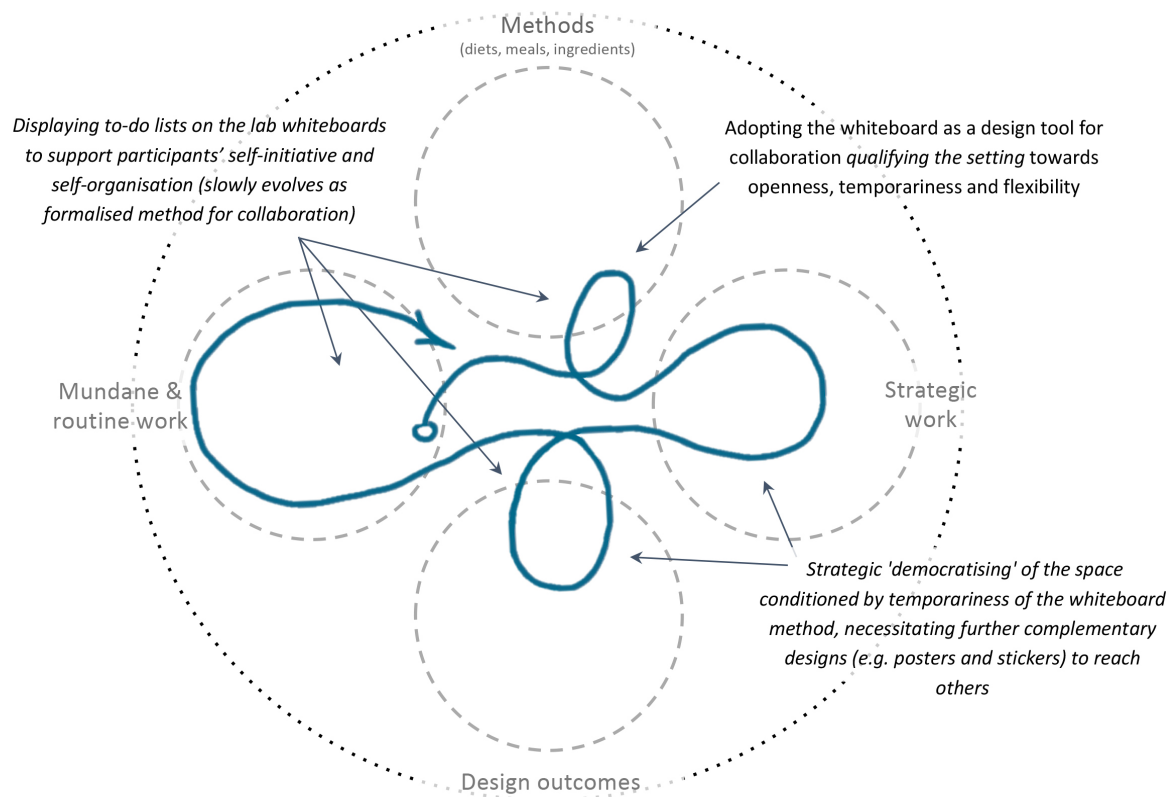 Methods
(diets, meals, ingredients)
Displaying to-do lists on the lab whiteboards
to support participants’ self-initiative and
self-organisation (slowly evolves as
formalised method for collaboration)
Adopting the whiteboard as a design tool for
collaboration qualifying the setting towards
openness, temporariness and flexibility
Mundane &
routine work
Strategic
work
Strategic 'democratising' of the space
conditioned by temporariness of the whiteboard
method, necessitating further complementary
designs (e.g. posters and stickers) to reach
others
Design outcomes